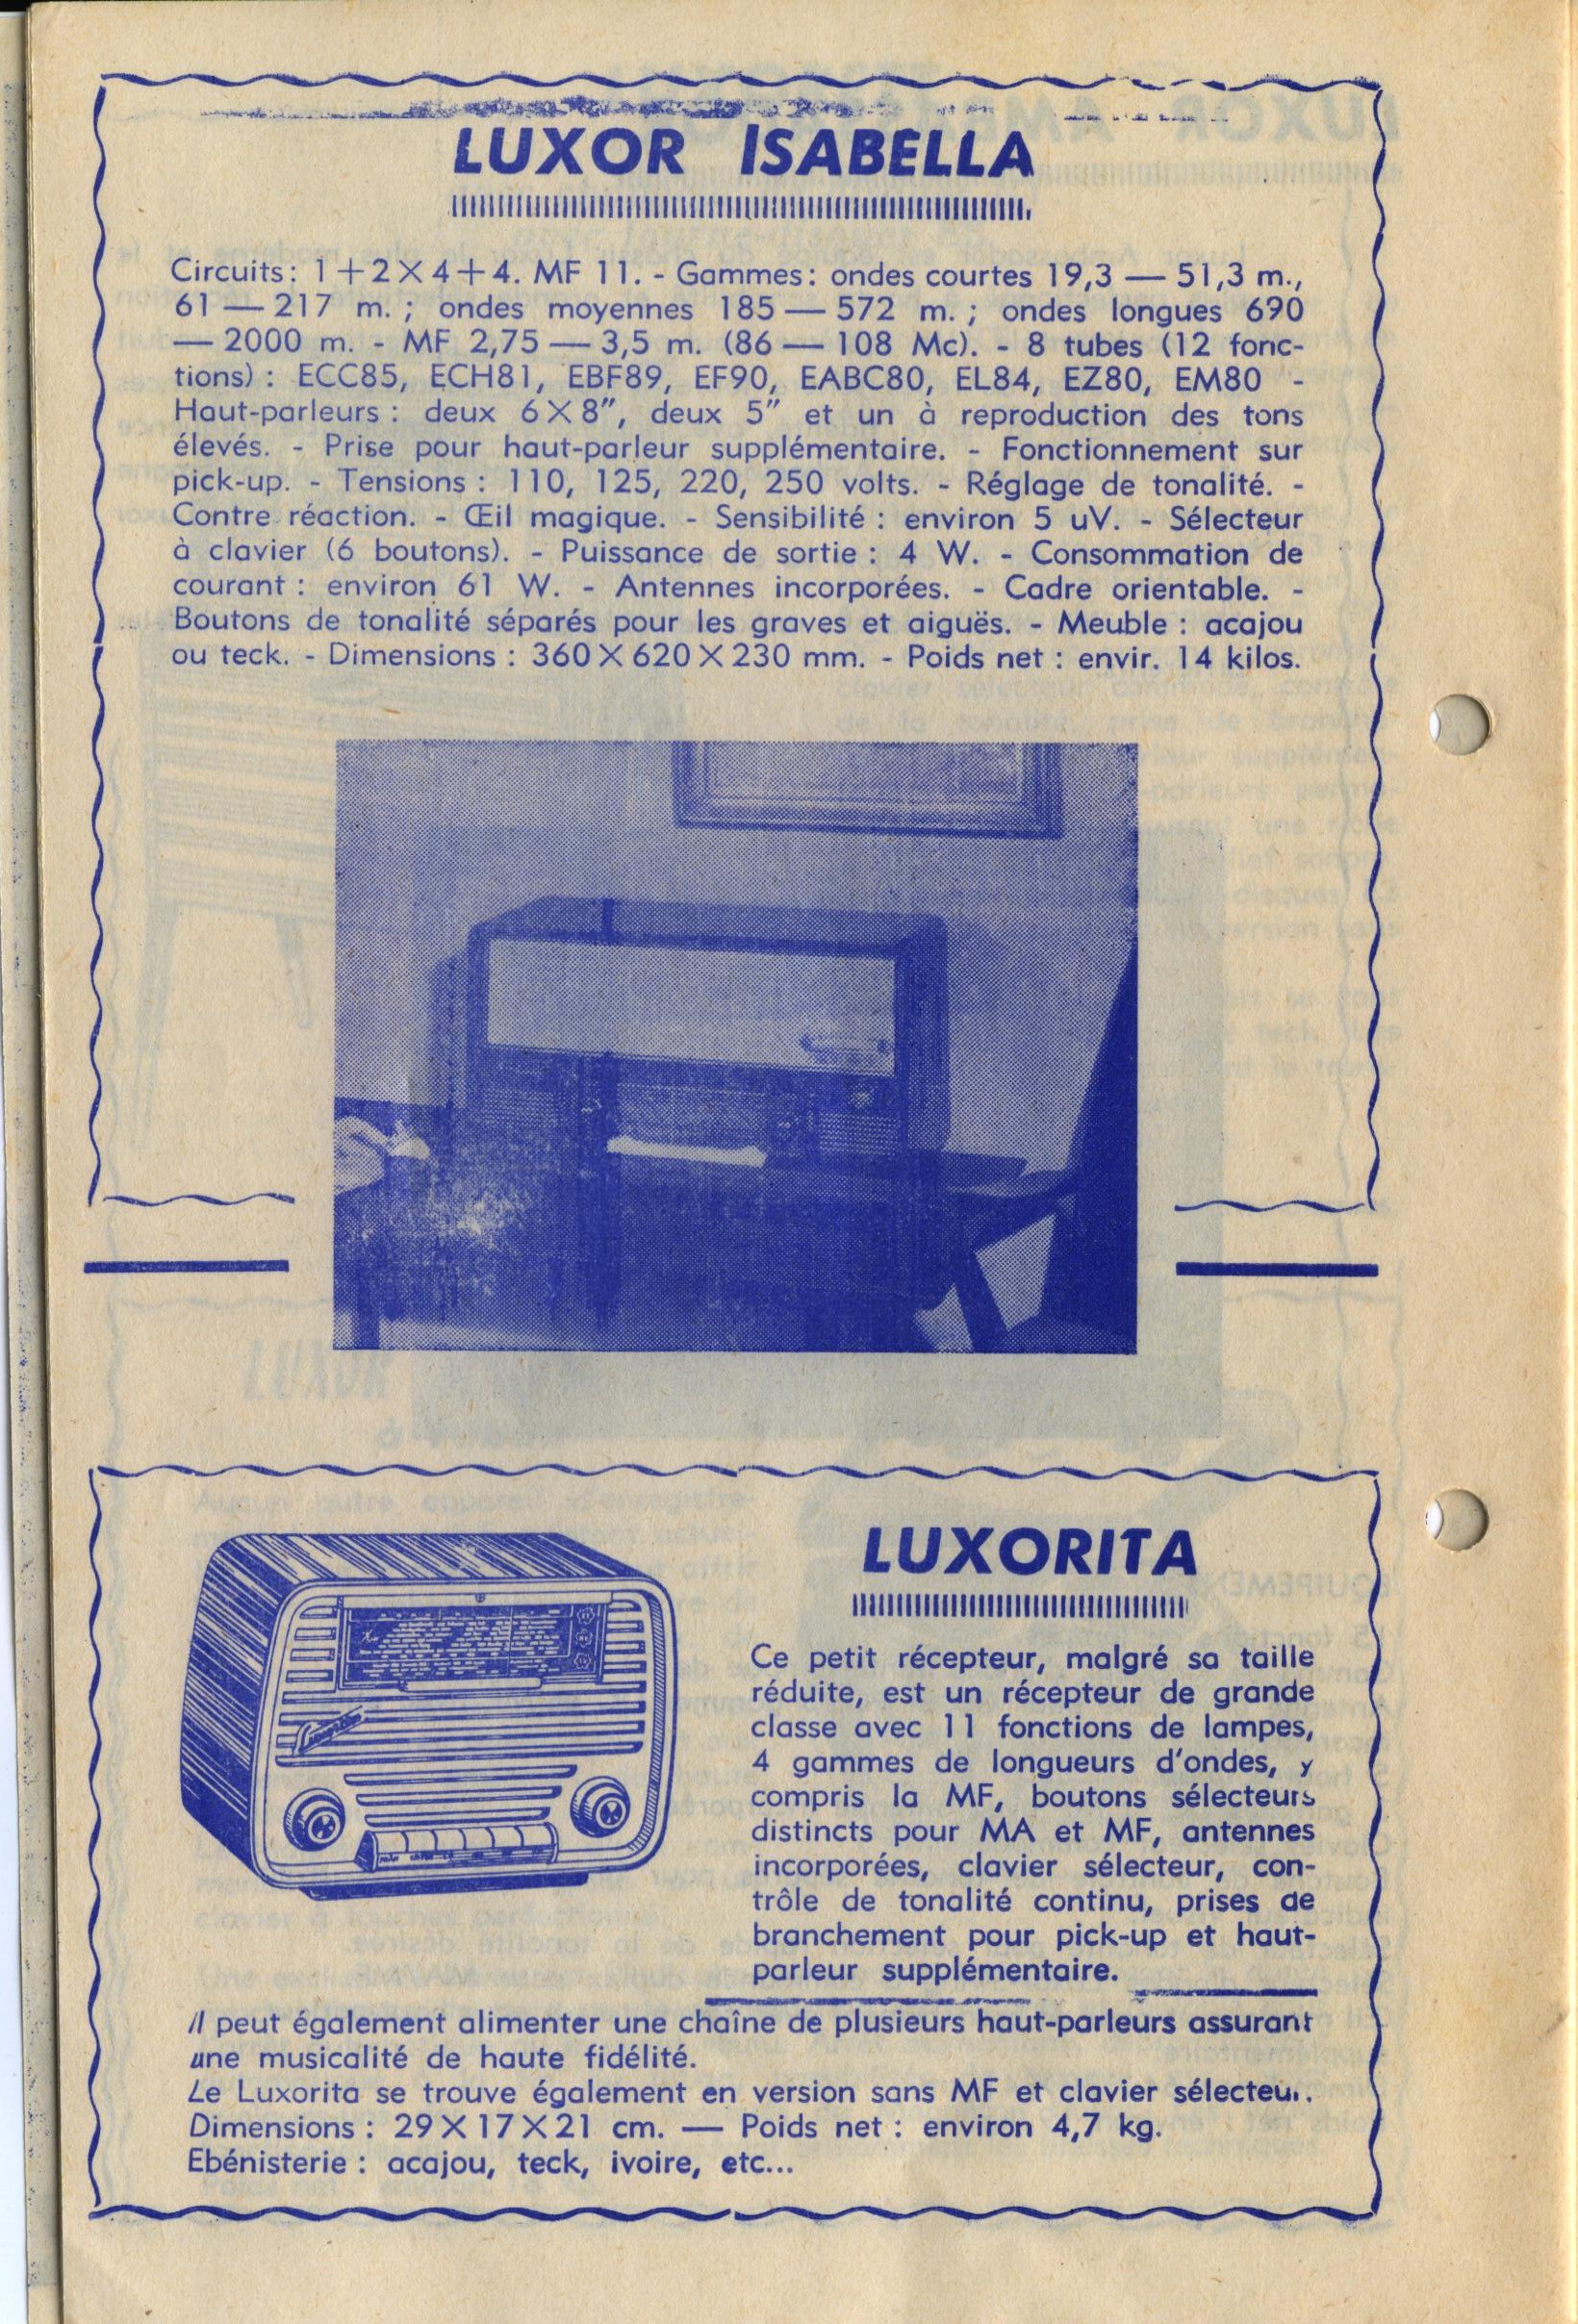 LUXOR ISABELLA
Circuits: 1+2×4+4. MF 11. - Gammes: ondes courtes 19,3 — 51,3 m.,
61 — 217 m. ; ondes moyennes 185 — 572 m. ; ondes longues 690
— 2000 m. - MF 2,75 — 3,5 m. (86 — 108 Mc). - 8 tubes (12 fonc-
tions) : ECC85, ECH81, EBF89, EF90, EABC80, EL84, EZ80, EM80 -
Haut-parleurs : deux 6×8″, deux 5″ et un à reproduction des tons
élevés. - Prise pour haut-parleur supplémentaire. - Fonctionnement sur
pick-up. - Tensions : 110, 125, 220, 250 volts. - Réglage de tonalité. -
Contre réaction. - Œil magique. - Sensibilité : environ 5 uV. - Sélecteur
à clavier (6 boutons). - Puissance de sortie : 4 W. - Consommation de
courant : environ 61 W. - Antennes incorporées. - Cadre orientable. -
Boutons de tonalité séparés pour les graves et aiguës. - Meuble : acajou
ou teck. - Dimensions : 360×620×230 mm. - Poids net : envir. 14 kilos.
LUXORITA
Ce petit récepteur, malgré sa taille
réduite, est un récepteur de grande
classe avec 11 fonctions de lampes,
4 gammes de longueurs d'ondes, y
compris la MF, boutons sélecteurs
distincts pour MA et MF, antennes
incorporées, clavier sélecteur, con-
trôle de tonalité continu, prises de
branchement pour pick-up et haut-
parleur supplémentaire.
Il peut également alimenter une chaîne de plusieurs haut-parleurs assurant
une musicalité de haute fidélité.
Le Luxorita se trouve également en version sans MF et clavier sélecteur.
Dimensions : 29×17×21 cm. — Poids net : environ 4,7 kg.
Ebénisterie : acajou, teck, ivoire, etc...